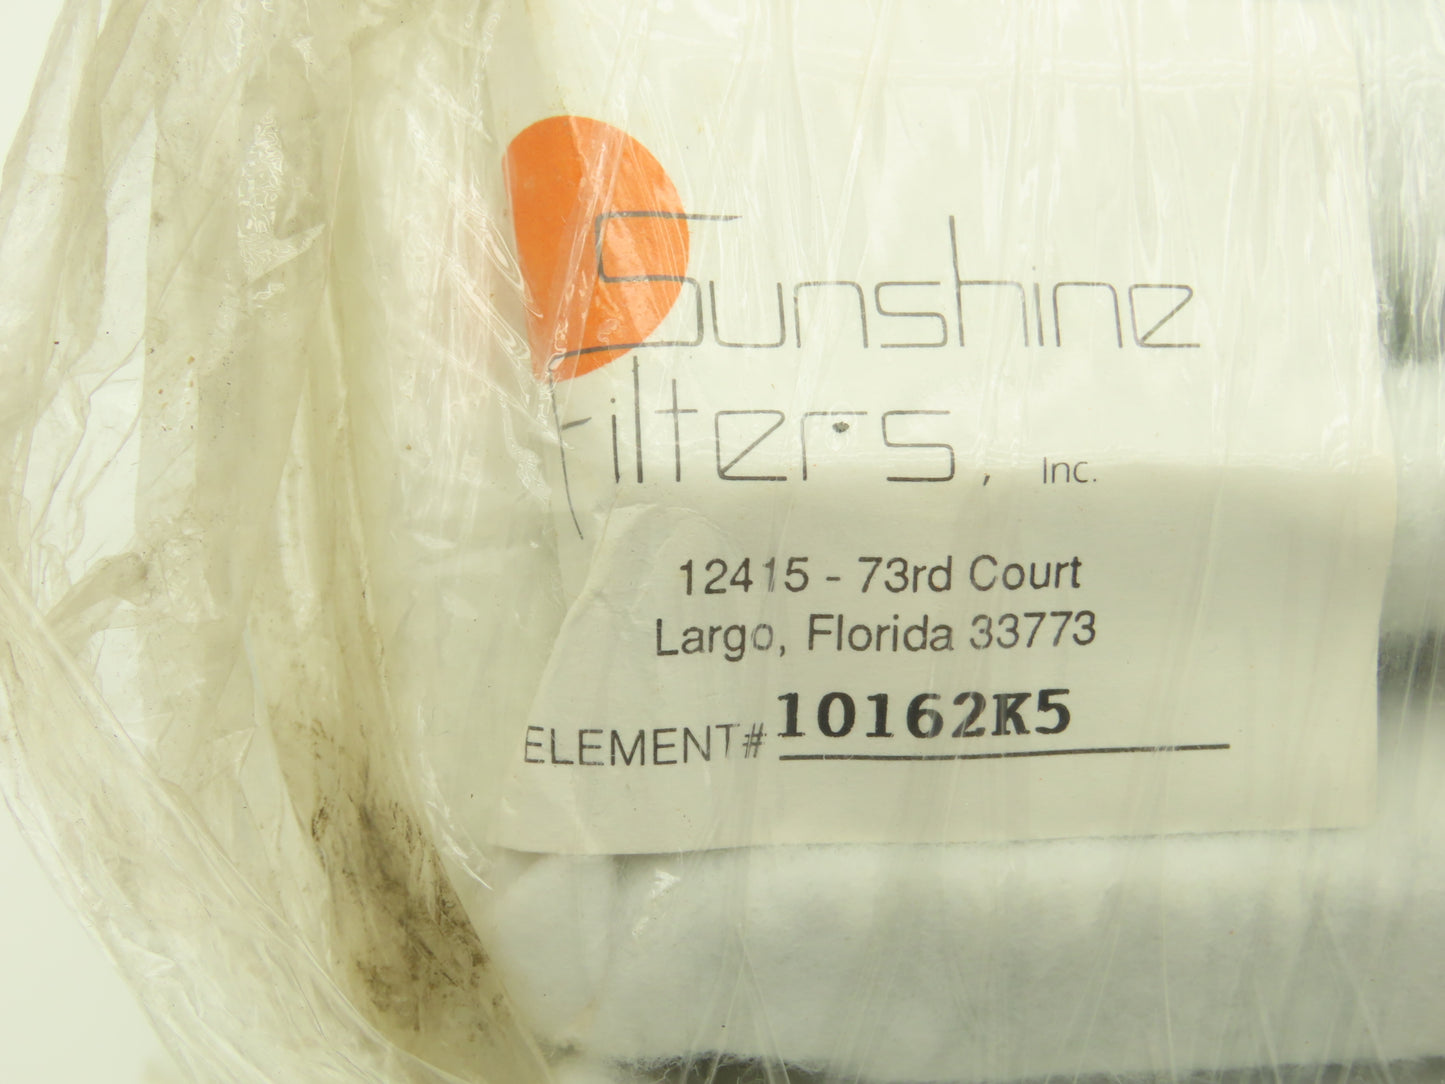 Sunshine
Filters, Inc.
12415 - 73rd Court
Largo, Florida 33773
ELEMENT# 10162K5